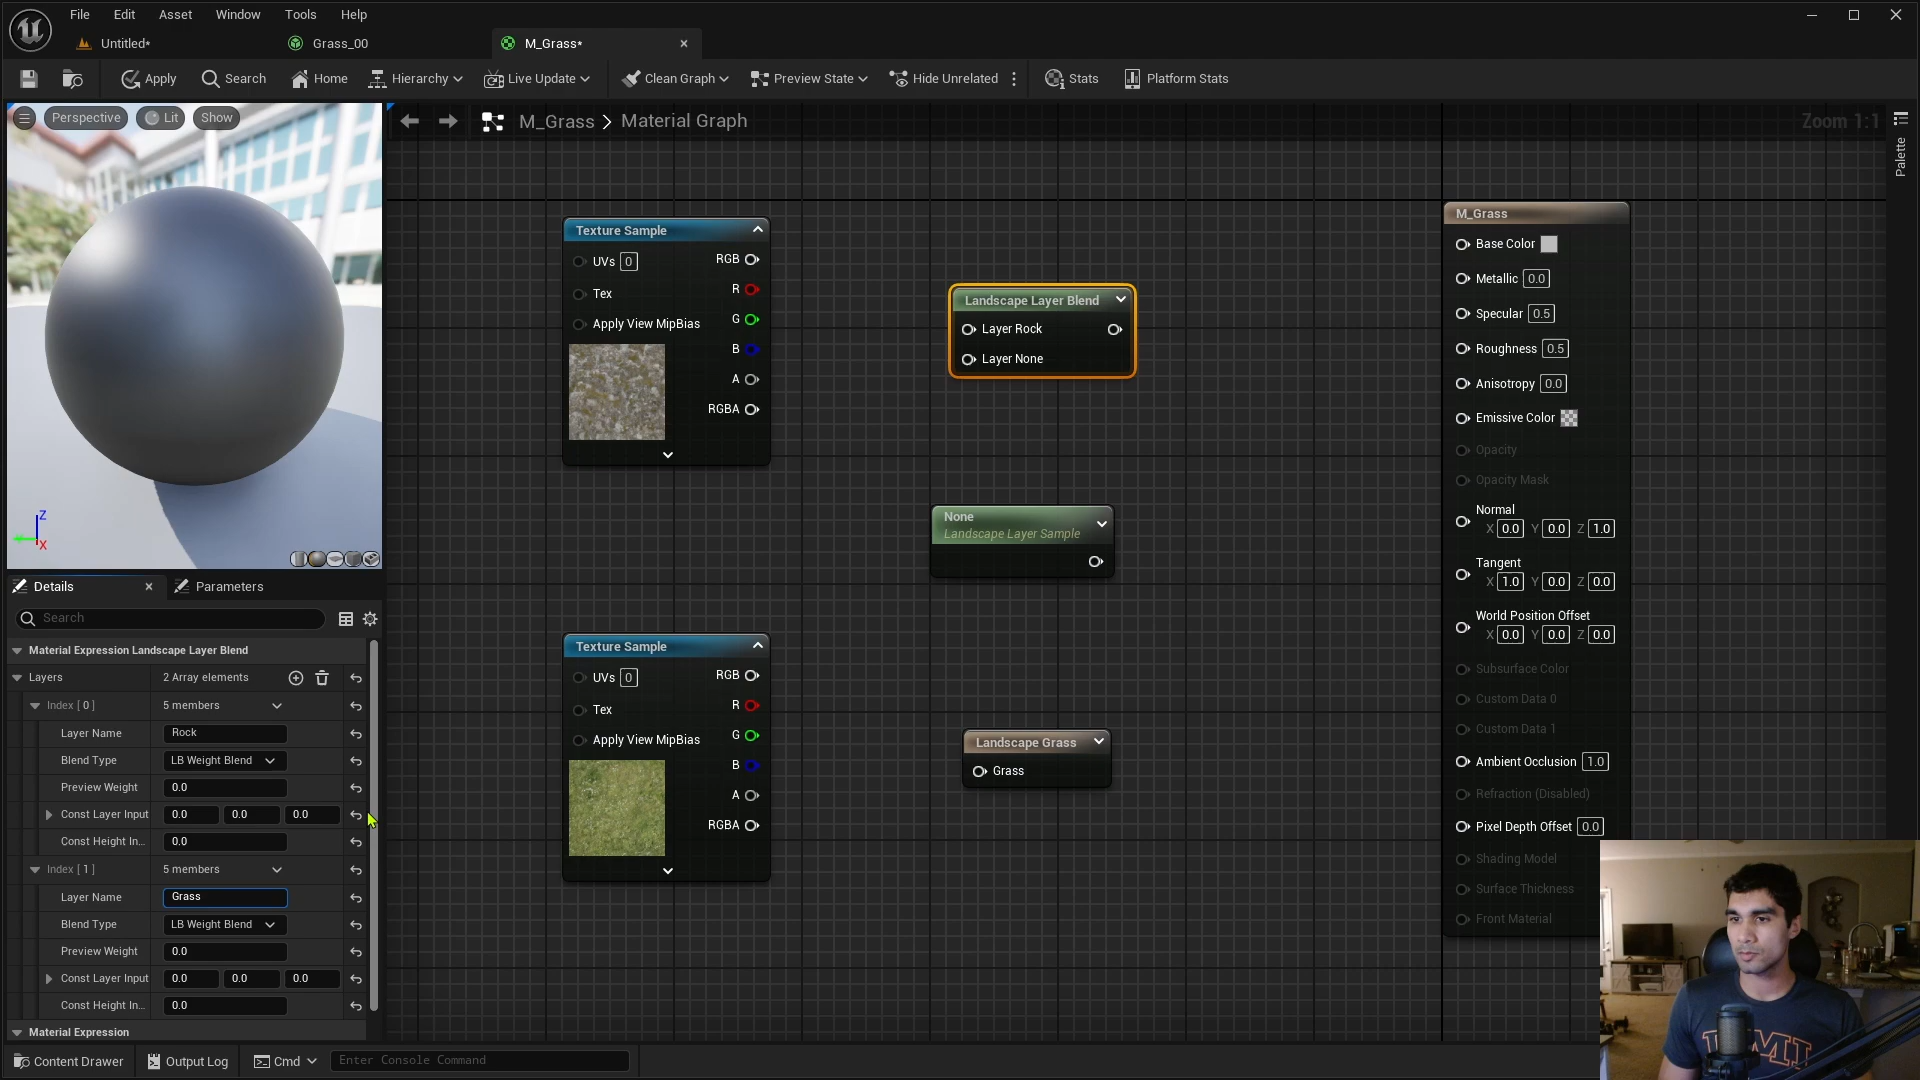 File Edit Asset Window Tools Help
Untitled* Grass_00 M_Grass*
Apply Search Home Hierarchy Live Update Clean Graph Preview State Hide Unrelated Stats Platform Stats
Perspective Lit Show
M_Grass > Material Graph Zoom 1:1
Palette
Z
X
Texture Sample
UVs 0 RGB
R
Tex
G
Apply View MipBias
B
A
RGBA
Landscape Layer Blend
Layer Rock
Layer None
None
Landscape Layer Sample
Texture Sample
UVs 0 RGB
R
Tex
G
Apply View MipBias
B
A
RGBA
Landscape Grass
Grass
M_Grass
Base Color
Metallic 0.0
Specular 0.5
Roughness 0.5
Anisotropy 0.0
Emissive Color
Opacity
Opacity Mask
Normal
X 0.0 Y 0.0 Z 1.0
Tangent
X 1.0 Y 0.0 Z 0.0
World Position Offset
X 0.0 Y 0.0 Z 0.0
Subsurface Color
Custom Data 0
Custom Data 1
Ambient Occlusion 1.0
Refraction (Disabled)
Pixel Depth Offset 0.0
Shading Model
Surface Thickness
Front Material
Details Parameters
Search
Material Expression Landscape Layer Blend
Layers 2 Array elements
Index [ 0 ] 5 members
Layer Name Rock
Blend Type LB Weight Blend
Preview Weight 0.0
Const Layer Input 0.0 0.0 0.0
Const Height In... 0.0
Index [ 1 ] 5 members
Layer Name Grass
Blend Type LB Weight Blend
Preview Weight 0.0
Const Layer Input 0.0 0.0 0.0
Const Height In... 0.0
Material Expression
Content Drawer Output Log Cmd Enter Console Command